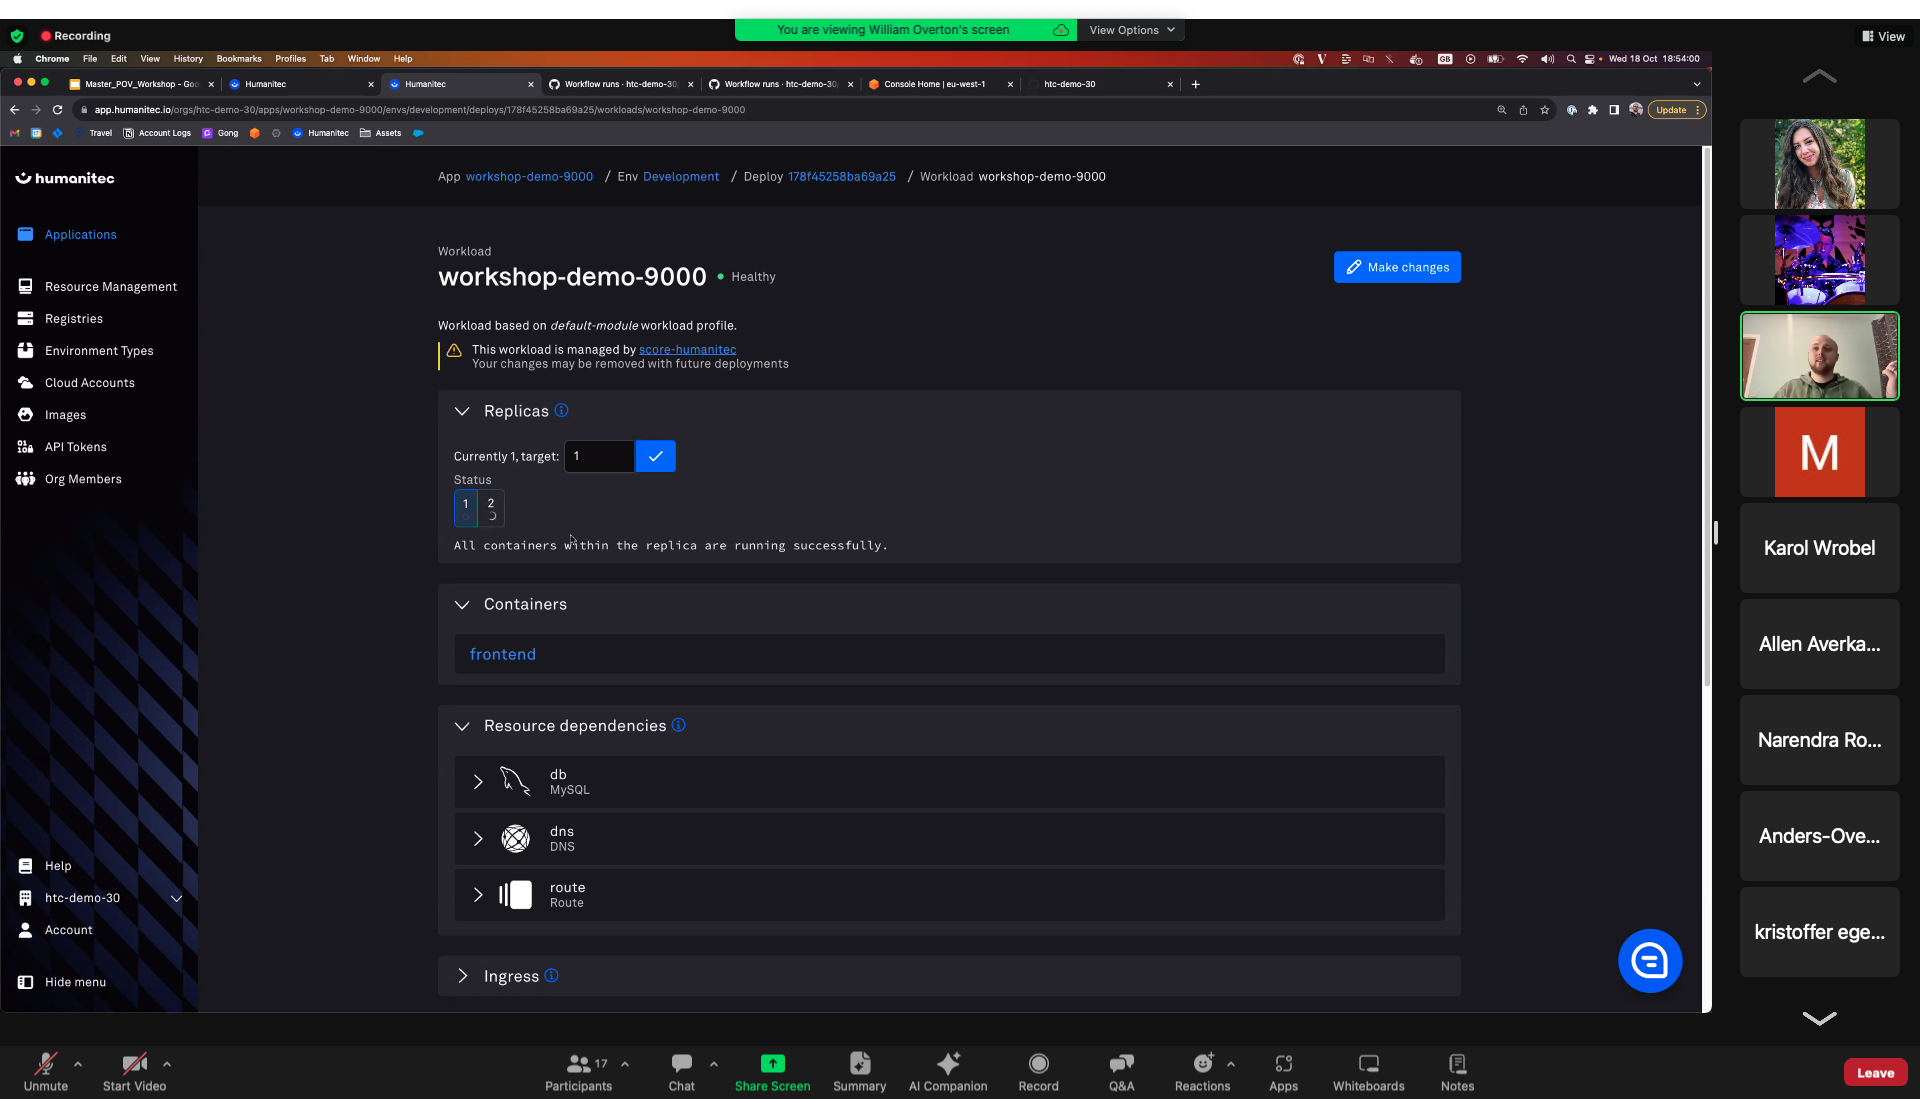 You are viewing William Overton's screen
View Options
Recording
View
Chrome File Edit View History Bookmarks Profiles Tab Window Help
GB
Wed 18 Oct 18:54:00
Master_POV_Workshop - Goo
Humanitec
Humanitec
Workflow runs · htc-demo-30/
Workflow runs · htc-demo-30/
Console Home | eu-west-1
htc-demo-30
app.humanitec.io/orgs/htc-demo-30/apps/workshop-demo-9000/envs/development/deploys/178f45258ba69a25/workloads/workshop-demo-9000
Update
Travel
Account Logs
Gong
Humanitec
Assets
humanitec
Applications
Resource Management
Registries
Environment Types
Cloud Accounts
Images
API Tokens
Org Members
Help
htc-demo-30
Account
Hide menu
App workshop-demo-9000 / Env Development / Deploy 178f45258ba69a25 / Workload workshop-demo-9000
Workload
workshop-demo-9000
Healthy
Make changes
Workload based on default-module workload profile.
This workload is managed by score-humanitec
Your changes may be removed with future deployments
Replicas
Currently 1, target: 1
Status
1 2
All containers within the replica are running successfully.
Containers
frontend
Resource dependencies
db
MySQL
dns
DNS
route
Route
Ingress
M
Karol Wrobel
Allen Averka...
Narendra Ro...
Anders-Ove...
kristoffer ege...
Unmute
Start Video
17
Participants
Chat
Share Screen
Summary
AI Companion
Record
Q&A
Reactions
Apps
Whiteboards
Notes
Leave